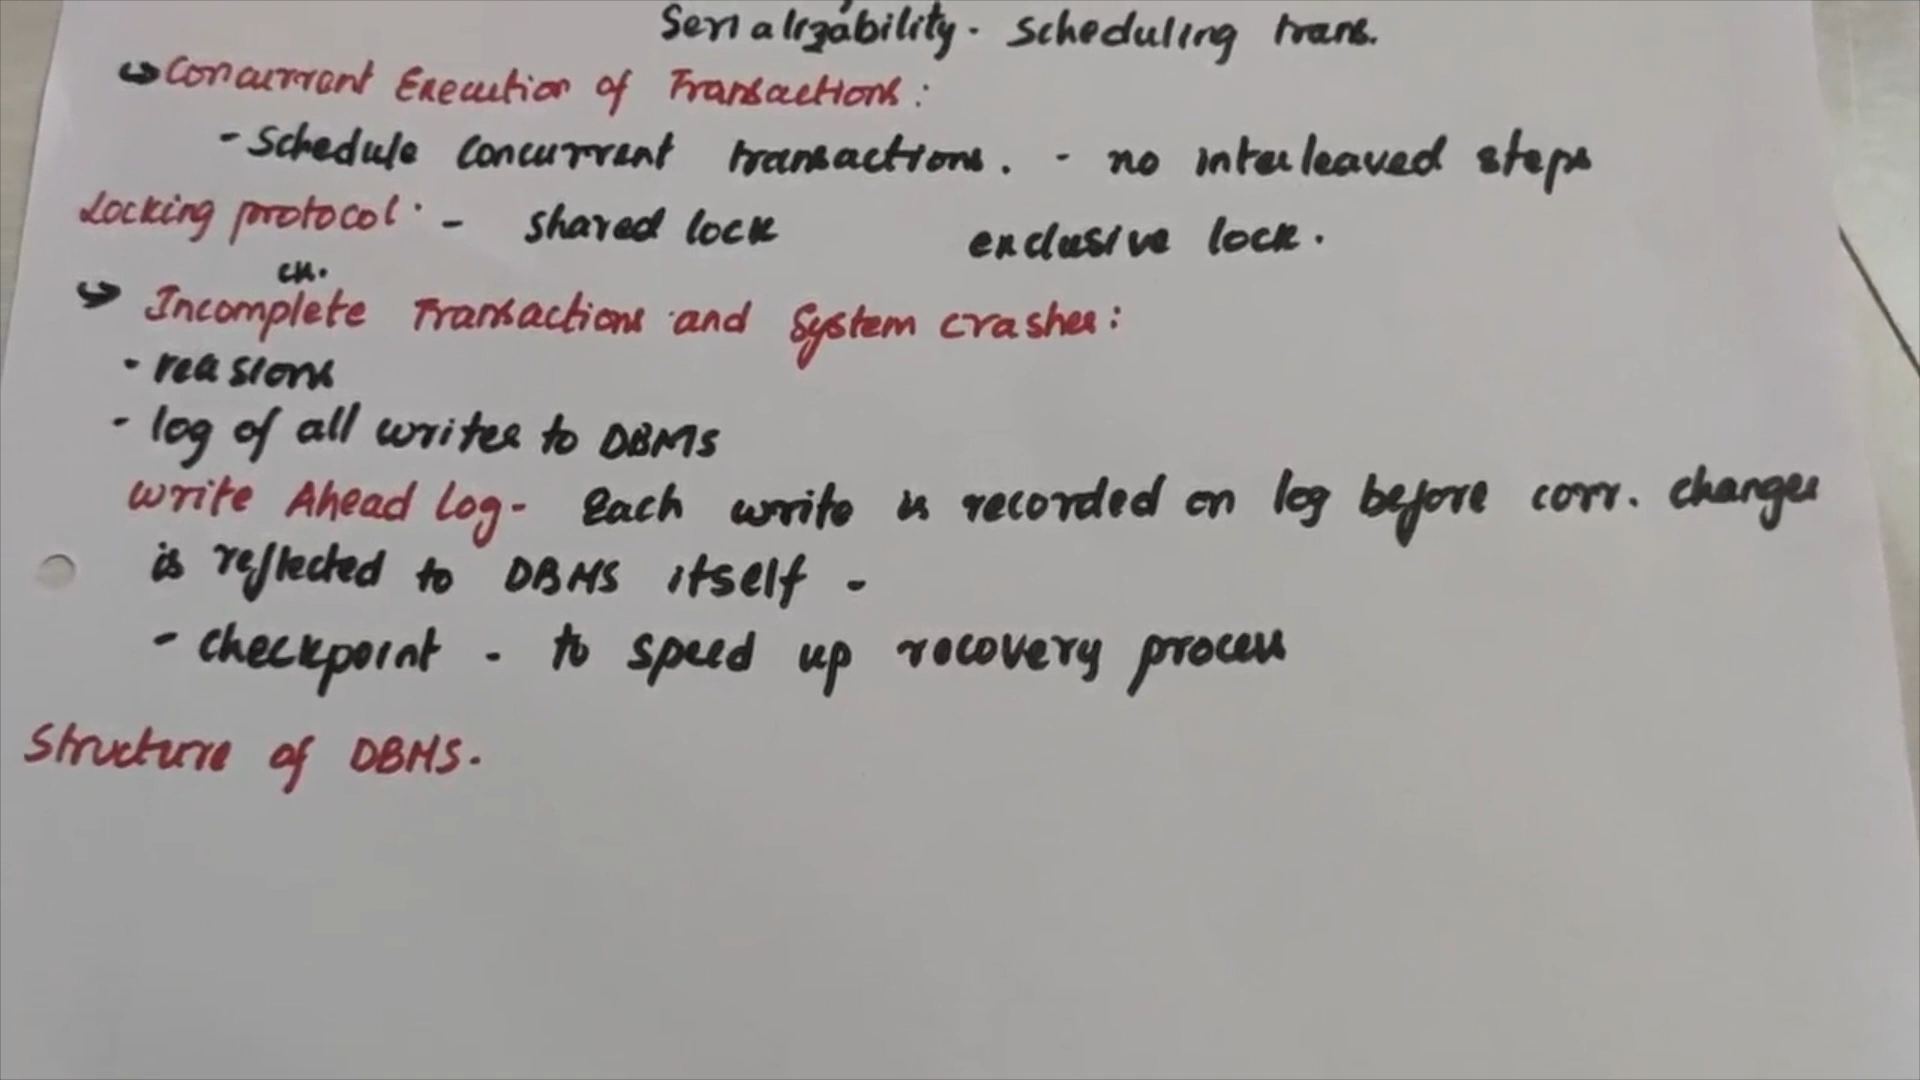 Serializability. Scheduling trans.
Concurrent Execution of Transactions:
- Schedule concurrent transactions. - no interleaved steps
Locking protocol. - shared lock exclusive lock.
Incomplete Transactions and System crashes:
- reasions
- log of all writes to DBMS
Write Ahead Log - Each write is recorded on log before corr. changes
is reflected to DBMS itself -
- checkpoint - to speed up recovery process
Structure of DBMS.